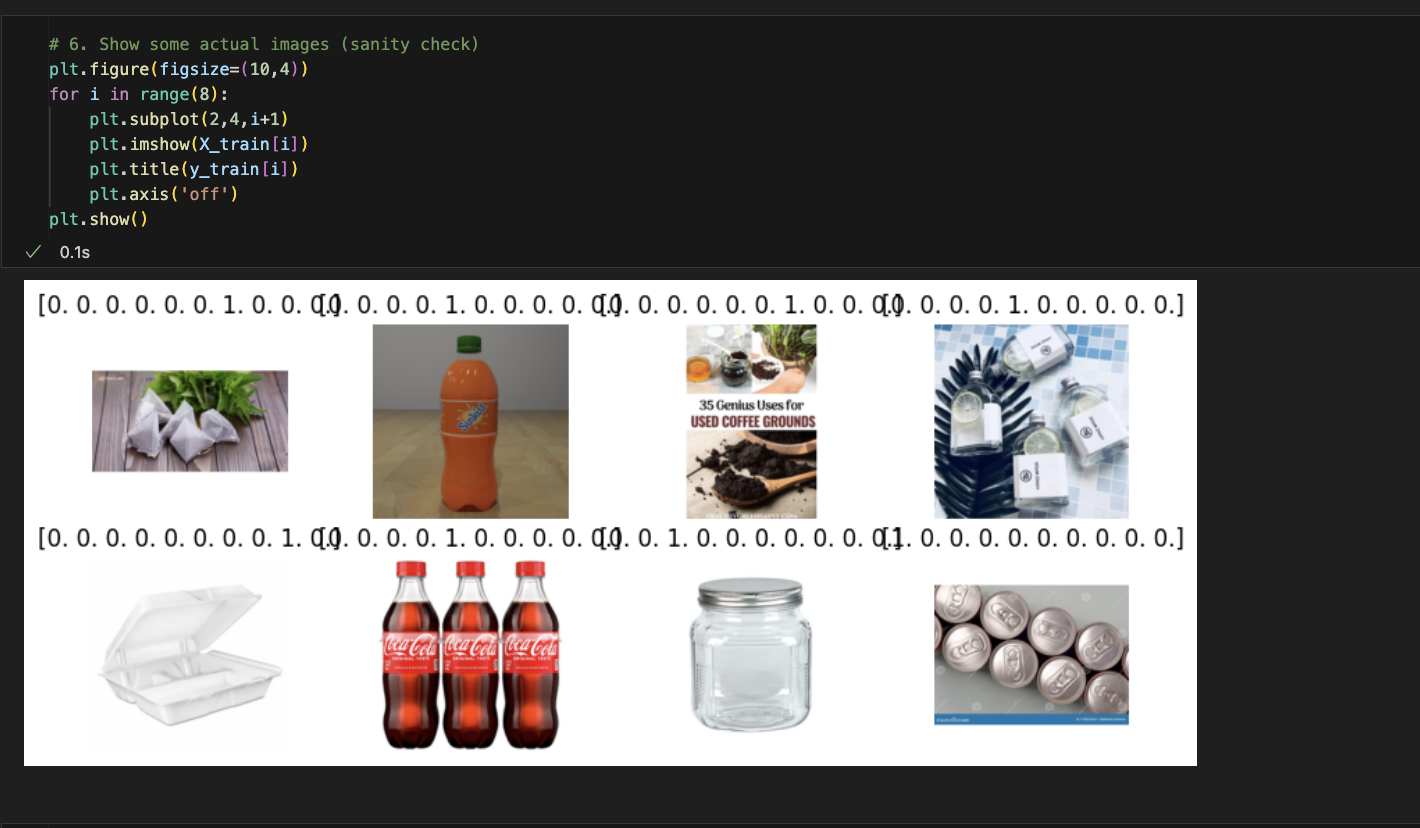 # 6. Show some actual images (sanity check)
plt.figure(figsize=(10,4))
for i in range(8):
    plt.subplot(2,4,i+1)
    plt.imshow(X_train[i])
    plt.title(y_train[i])
    plt.axis('off')
plt.show()
0.1s
[0. 0. 0. 0. 0. 0. 1. 0. 0. 0.]
[0. 0. 0. 0. 1. 0. 0. 0. 0. 0.]
[0. 0. 0. 0. 0. 0. 1. 0. 0. 0.]
[0. 0. 0. 0. 1. 0. 0. 0. 0. 0.]
Sunkist
35 Genius Uses for
USED COFFEE GROUNDS
[0. 0. 0. 0. 0. 0. 0. 0. 1. 0.]
[0. 0. 0. 0. 1. 0. 0. 0. 0. 0.]
[0. 0. 1. 0. 0. 0. 0. 0. 0. 0.]
[1. 0. 0. 0. 0. 0. 0. 0. 0. 0.]
Coca-Cola
Coca-Cola
Coca-Cola